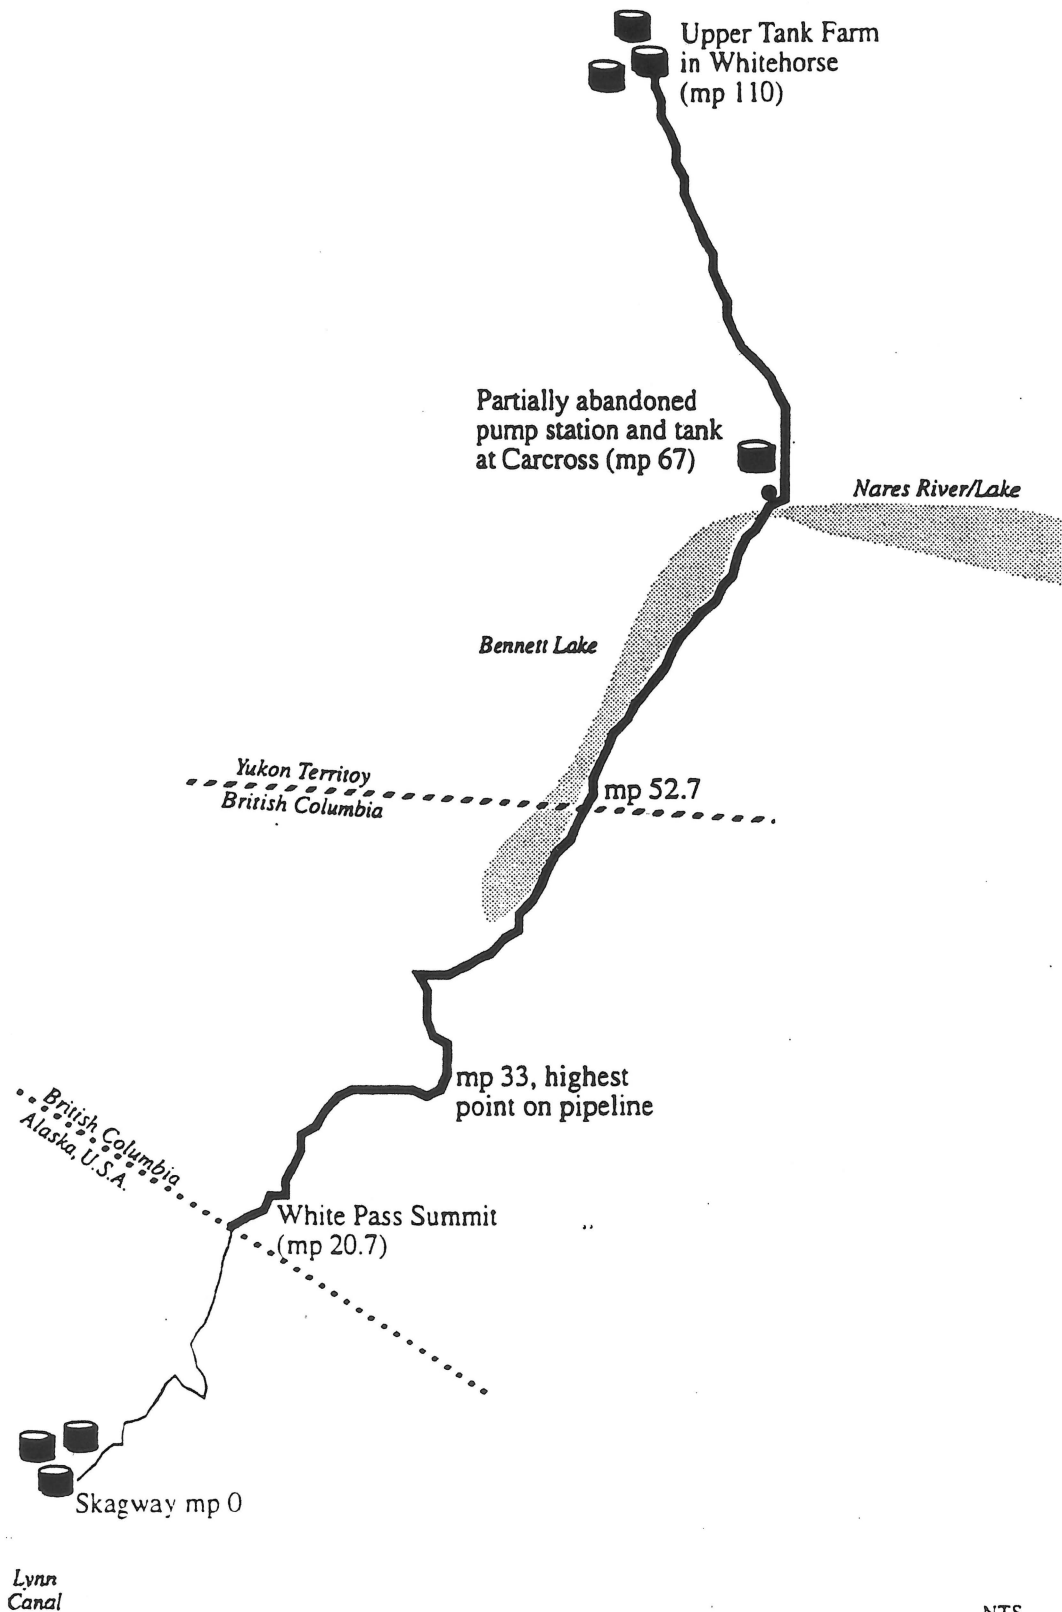 Upper Tank Farm
in Whitehorse
(mp 110)
Partially abandoned
pump station and tank
at Carcross (mp 67)
Nares River/Lake
Bennett Lake
Yukon Territoy
British Columbia
mp 52.7
mp 33, highest
point on pipeline
British Columbia
Alaska, U.S.A.
White Pass Summit
(mp 20.7)
Skagway mp 0
Lynn
Canal
NTS